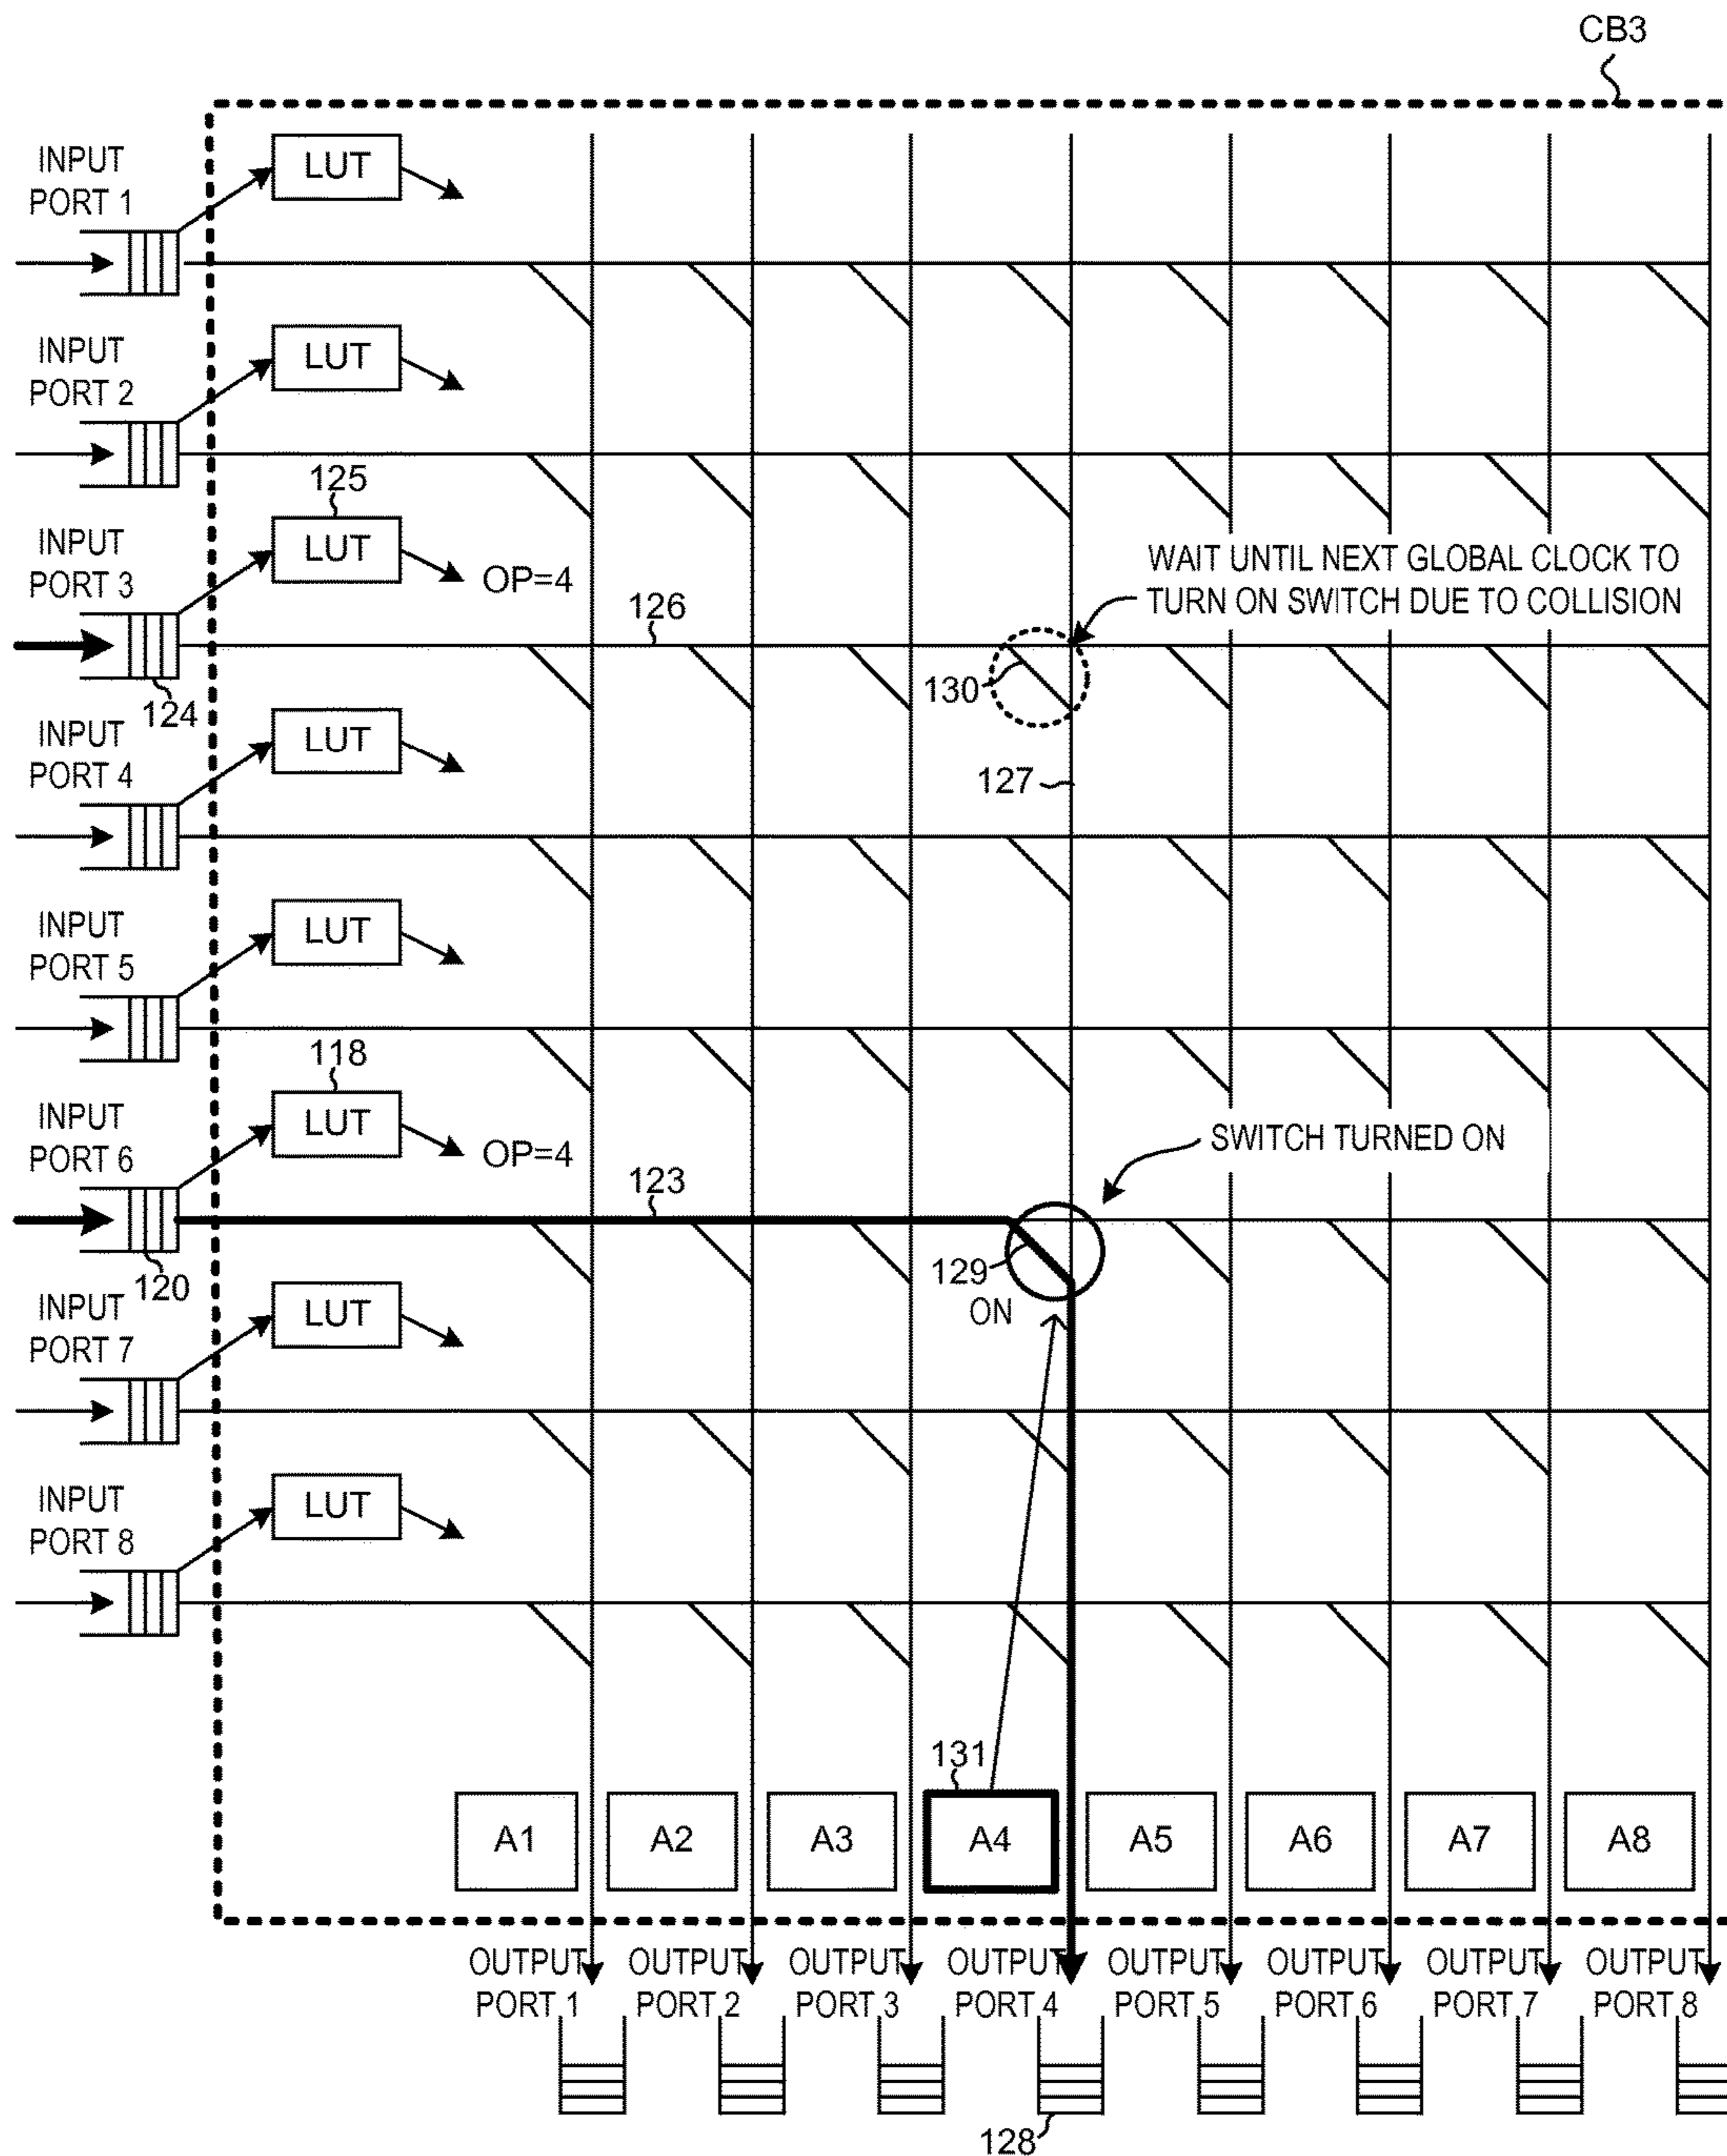 CB3
INPUT
PORT 1
LUT
INPUT
PORT 2
LUT
125
INPUT
PORT 3
LUT
OP=4
WAIT UNTIL NEXT GLOBAL CLOCK TO
TURN ON SWITCH DUE TO COLLISION
126
130
124
INPUT
PORT 4
LUT
127
INPUT
PORT 5
LUT
118
INPUT
PORT 6
LUT
OP=4
SWITCH TURNED ON
123
129
ON
120
INPUT
PORT 7
LUT
INPUT
PORT 8
LUT
131
A1
A2
A3
A4
A5
A6
A7
A8
OUTPUT
PORT 1
OUTPUT
PORT 2
OUTPUT
PORT 3
OUTPUT
PORT 4
OUTPUT
PORT 5
OUTPUT
PORT 6
OUTPUT
PORT 7
OUTPUT
PORT 8
128